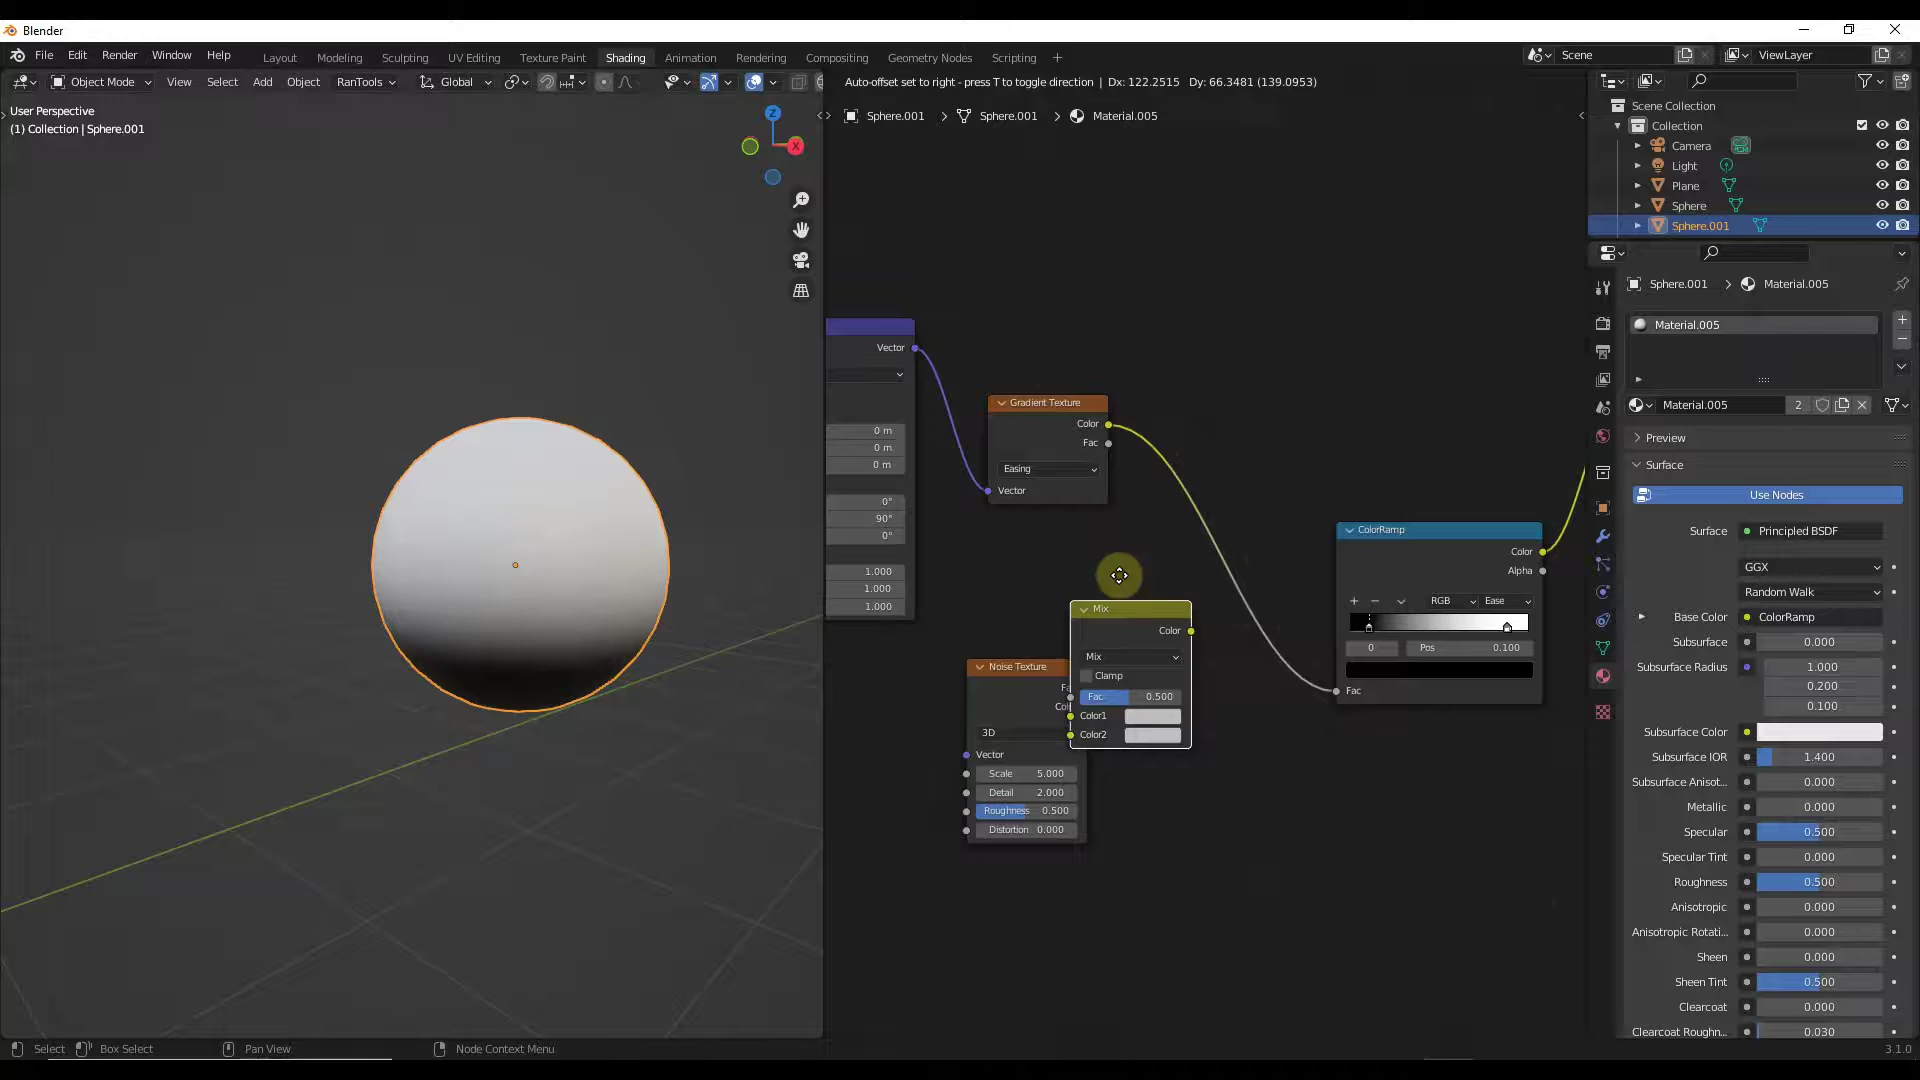 Blender
File Edit Render Window Help
Layout Modeling Sculpting UV Editing Texture Paint Shading Animation Rendering Compositing Geometry Nodes Scripting +
Scene
ViewLayer
Object Mode View Select Add Object RanTools Global
Auto-offset set to right - press T to toggle direction | Dx: 122.2515 Dy: 66.3481 (139.0953)
User Perspective
(1) Collection | Sphere.001
Z
X
Sphere.001 > Sphere.001 > Material.005
Vector
0 m
0 m
0 m
0°
90°
0°
1.000
1.000
1.000
Gradient Texture
Color
Fac
Easing
Vector
Mix
Color
Mix
Clamp
Fac 0.500
Color1
Color2
Noise Texture
3D
Vector
Scale 5.000
Detail 2.000
Roughness 0.500
Distortion 0.000
ColorRamp
Color
Alpha
RGB Ease
0 Pos 0.100
Fac
Scene Collection
Collection
Camera
Light
Plane
Sphere
Sphere.001
Sphere.001 > Material.005
Material.005
Material.005 2
Preview
Surface
Use Nodes
Surface Principled BSDF
GGX
Random Walk
Base Color ColorRamp
Subsurface 0.000
Subsurface Radius 1.000
0.200
0.100
Subsurface Color
Subsurface IOR 1.400
Subsurface Anisot... 0.000
Metallic 0.000
Specular 0.500
Specular Tint 0.000
Roughness 0.500
Anisotropic 0.000
Anisotropic Rotati... 0.000
Sheen 0.000
Sheen Tint 0.500
Clearcoat 0.000
Clearcoat Roughn... 0.030
Select Box Select Pan View Node Context Menu
3.1.0